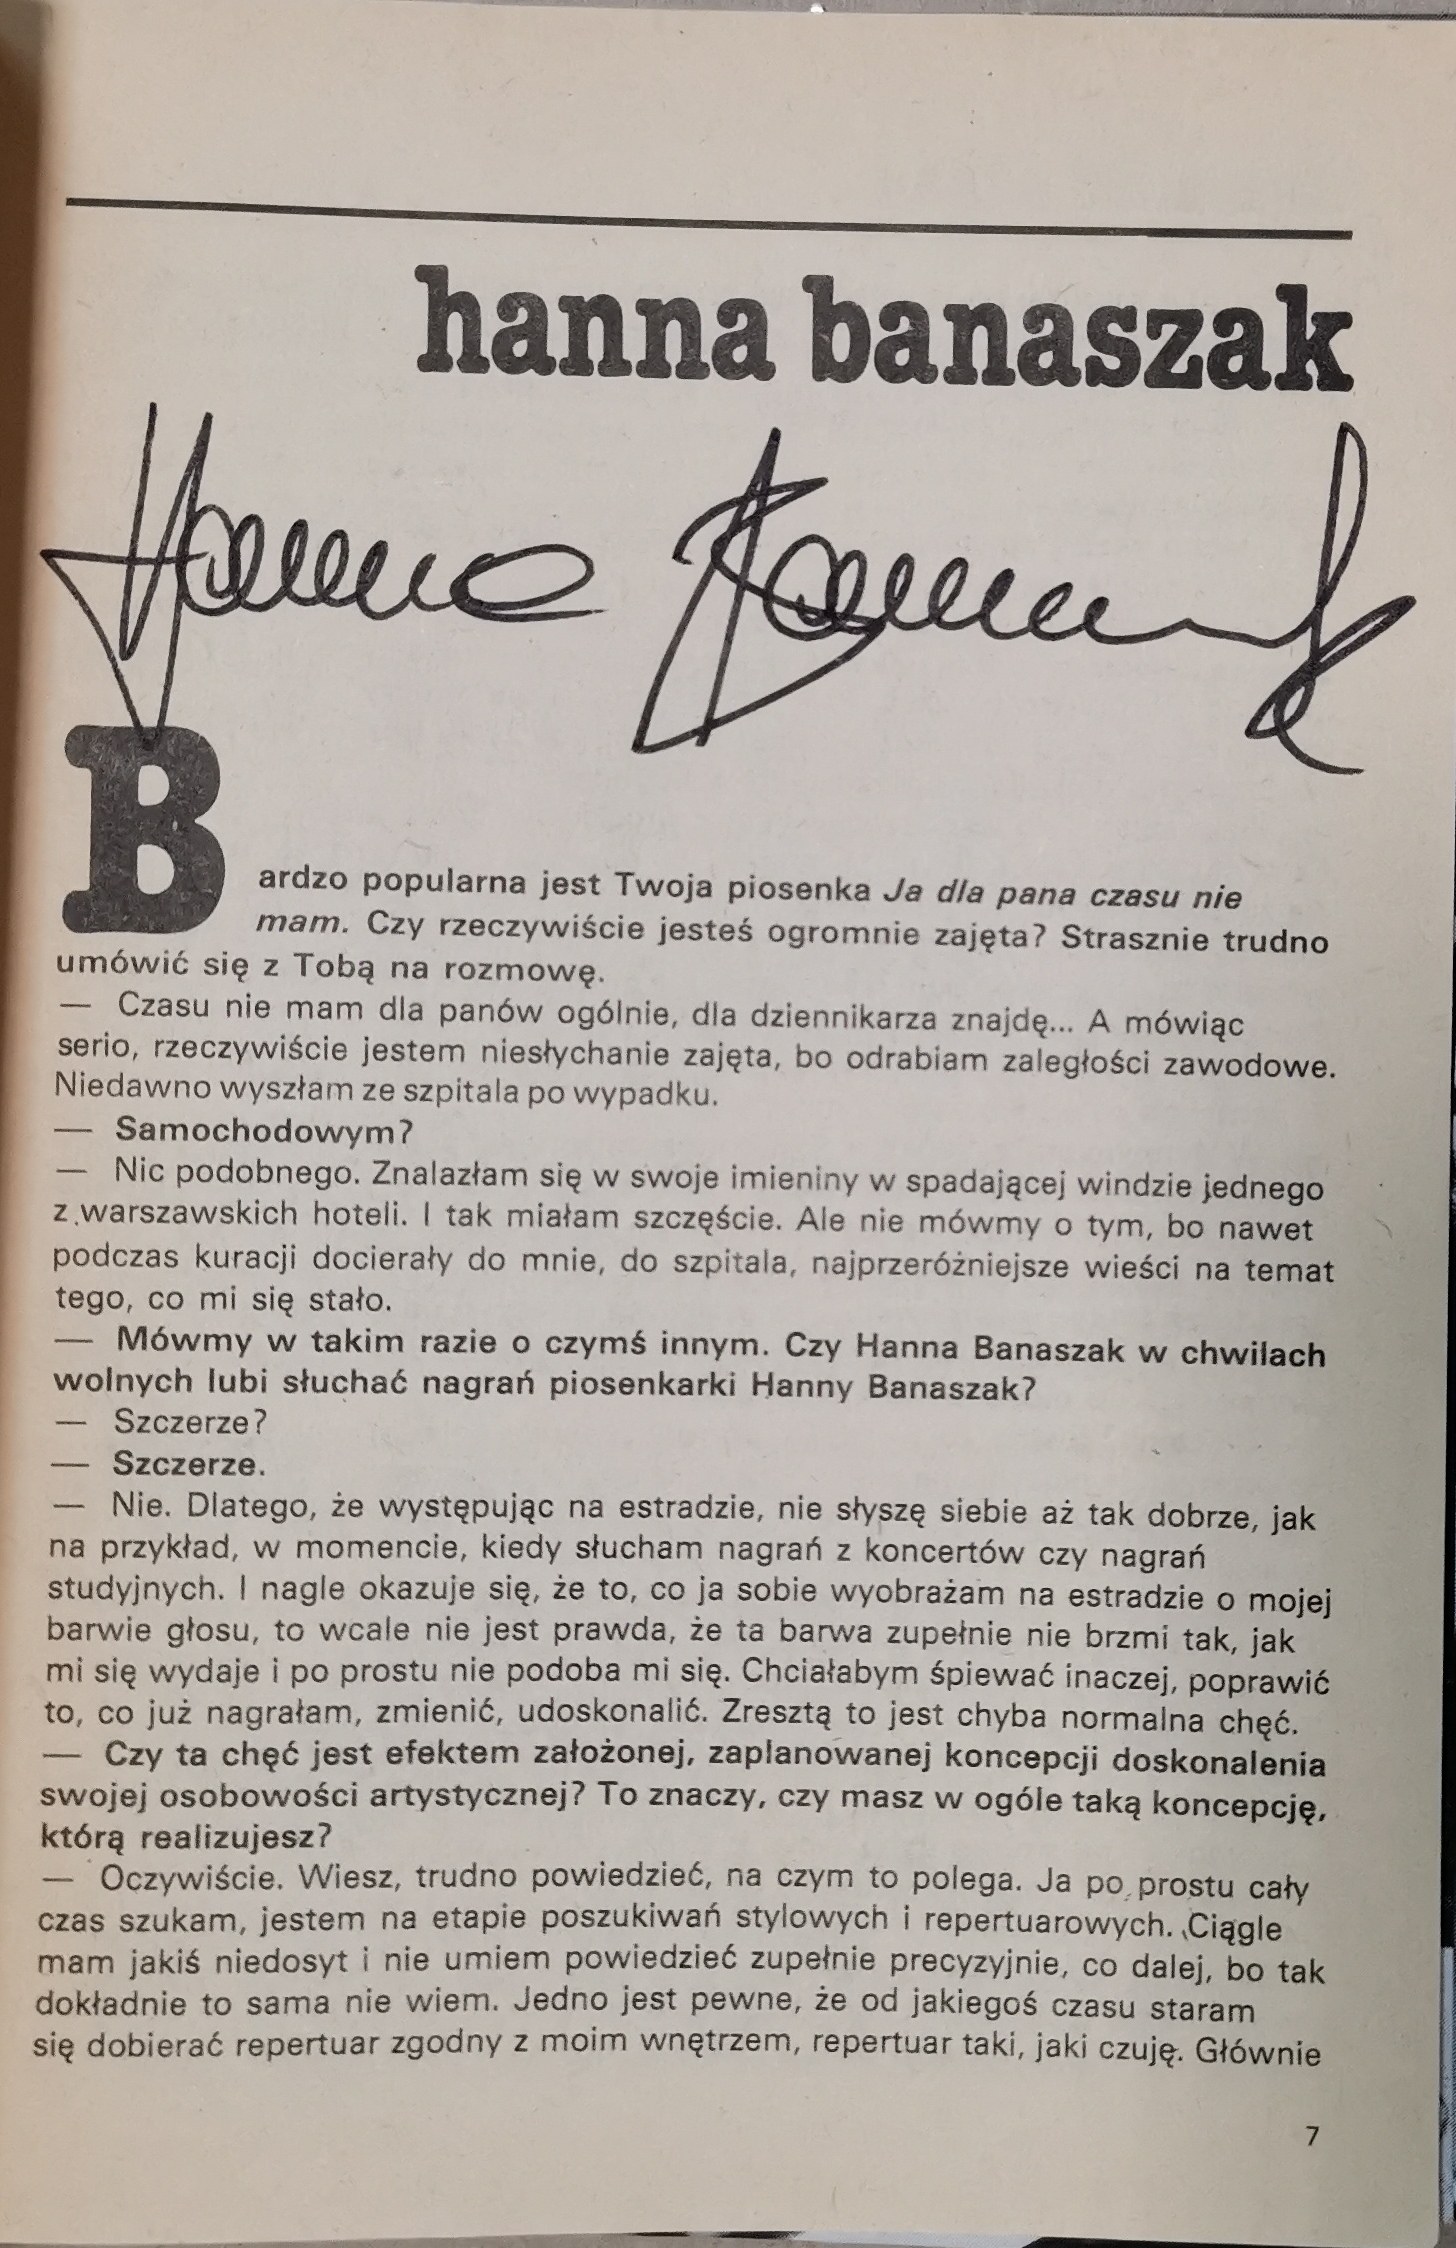 hanna banaszak
Hanna Banaszak
Bardzo popularna jest Twoja piosenka Ja dla pana czasu nie
mam. Czy rzeczywiście jesteś ogromnie zajęta? Strasznie trudno
umówić się z Tobą na rozmowę.
— Czasu nie mam dla panów ogólnie, dla dziennikarza znajdę... A mówiąc
serio, rzeczywiście jestem niesłychanie zajęta, bo odrabiam zaległości zawodowe.
Niedawno wyszłam ze szpitala po wypadku.
— Samochodowym?
— Nic podobnego. Znalazłam się w swoje imieniny w spadającej windzie jednego
z warszawskich hoteli. I tak miałam szczęście. Ale nie mówmy o tym, bo nawet
podczas kuracji docierały do mnie, do szpitala, najprzeróżniejsze wieści na temat
tego, co mi się stało.
— Mówmy w takim razie o czymś innym. Czy Hanna Banaszak w chwilach
wolnych lubi słuchać nagrań piosenkarki Hanny Banaszak?
— Szczerze?
— Szczerze.
— Nie. Dlatego, że występując na estradzie, nie słyszę siebie aż tak dobrze, jak
na przykład, w momencie, kiedy słucham nagrań z koncertów czy nagrań
studyjnych. I nagle okazuje się, że to, co ja sobie wyobrażam na estradzie o mojej
barwie głosu, to wcale nie jest prawda, że ta barwa zupełnie nie brzmi tak, jak
mi się wydaje i po prostu nie podoba mi się. Chciałabym śpiewać inaczej, poprawić
to, co już nagrałam, zmienić, udoskonalić. Zresztą to jest chyba normalna chęć.
— Czy ta chęć jest efektem założonej, zaplanowanej koncepcji doskonalenia
swojej osobowości artystycznej? To znaczy, czy masz w ogóle taką koncepcję,
którą realizujesz?
— Oczywiście. Wiesz, trudno powiedzieć, na czym to polega. Ja po prostu cały
czas szukam, jestem na etapie poszukiwań stylowych i repertuarowych. Ciągle
mam jakiś niedosyt i nie umiem powiedzieć zupełnie precyzyjnie, co dalej, bo tak
dokładnie to sama nie wiem. Jedno jest pewne, że od jakiegoś czasu staram
się dobierać repertuar zgodny z moim wnętrzem, repertuar taki, jaki czuję. Głównie
7